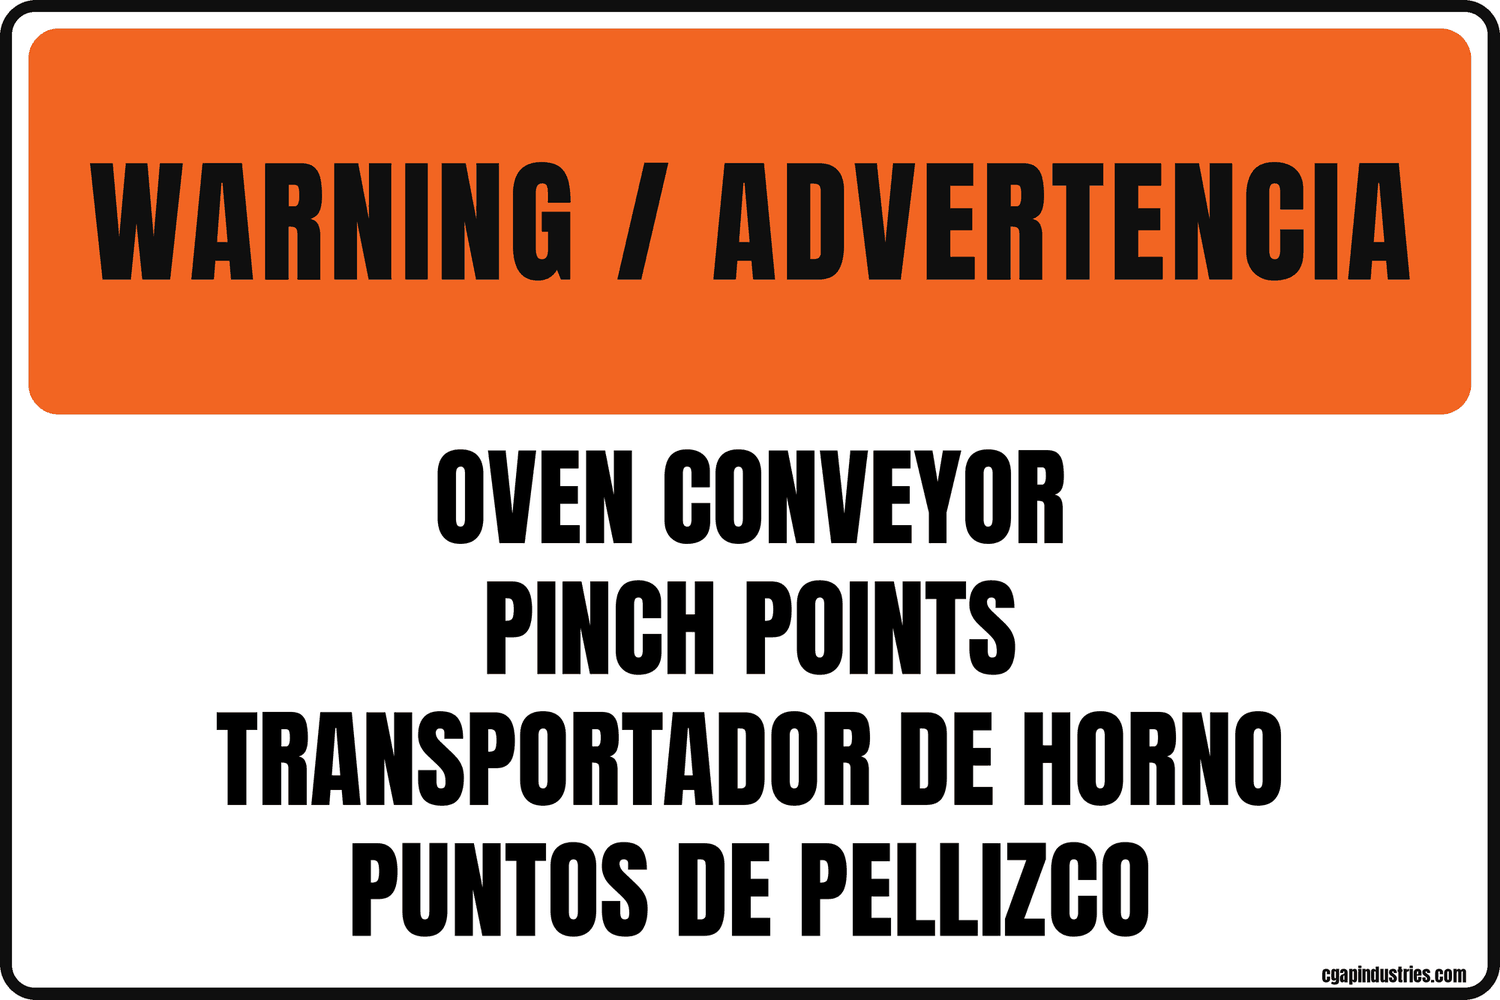 WARNING / ADVERTENCIA
OVEN CONVEYOR
PINCH POINTS
TRANSPORTADOR DE HORNO
PUNTOS DE PELLIZCO
cgapindustries.com